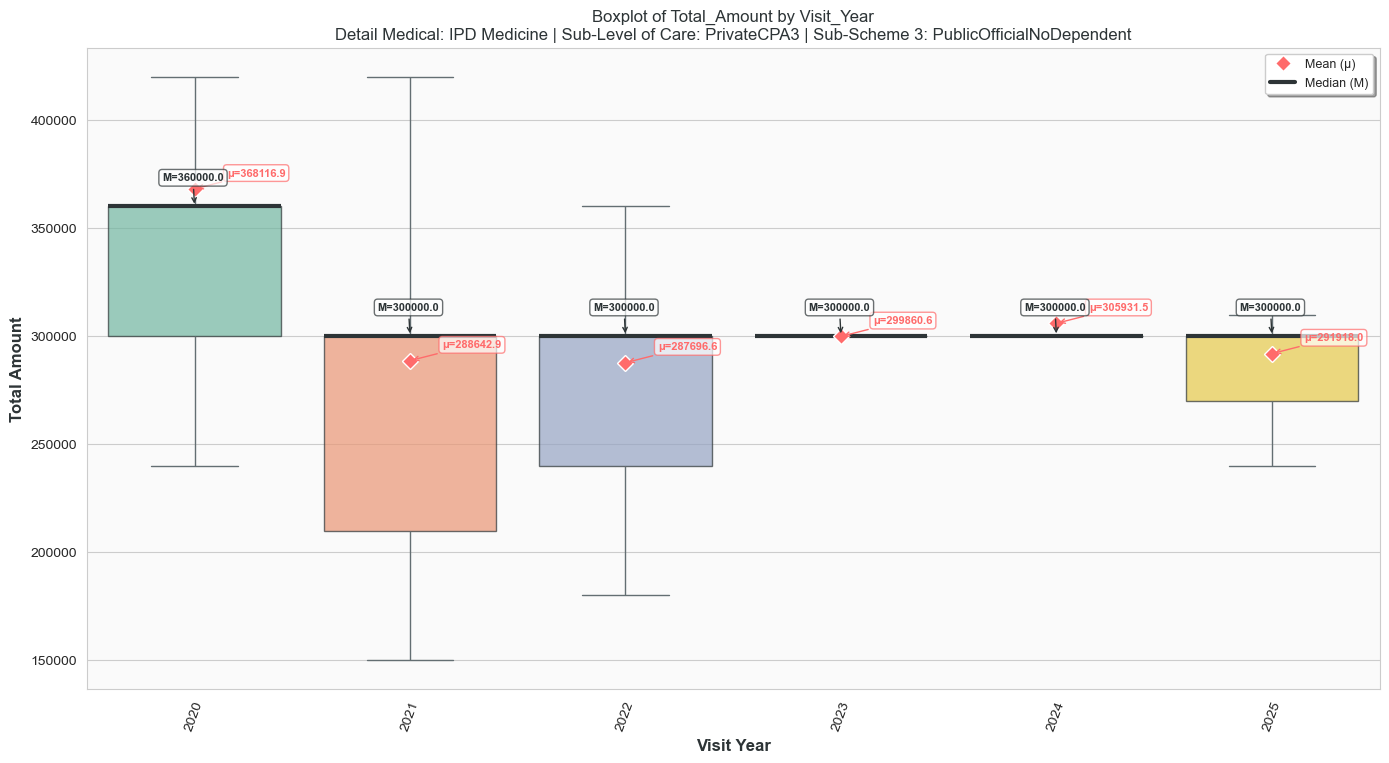 Boxplot of Total_Amount by Visit_Year
Detail Medical: IPD Medicine | Sub-Level of Care: PrivateCPA3 | Sub-Scheme 3: PublicOfficialNoDependent
Mean (μ)
Median (M)
Total Amount
400000
350000
300000
250000
200000
150000
M=360000.0
μ=368116.9
M=300000.0
μ=288642.9
M=300000.0
μ=287696.6
M=300000.0
μ=299860.6
M=300000.0
μ=305931.5
M=300000.0
μ=291918.0
2020
2021
2022
2023
2024
2025
Visit Year